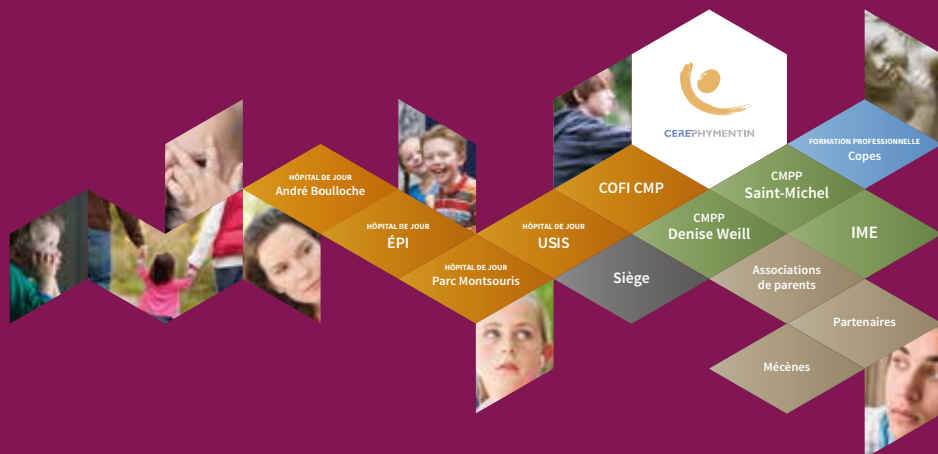 CEREPHYMENTIN
FORMATION PROFESSIONNELLE
Copes
HÔPITAL DE JOUR
André Boulloche
COFI CMP
CMPP
Saint-Michel
HÔPITAL DE JOUR
ÉPI
HÔPITAL DE JOUR
USIS
CMPP
Denise Weill
IME
HÔPITAL DE JOUR
Parc Montsouris
Siège
Associations
de parents
Partenaires
Mécènes